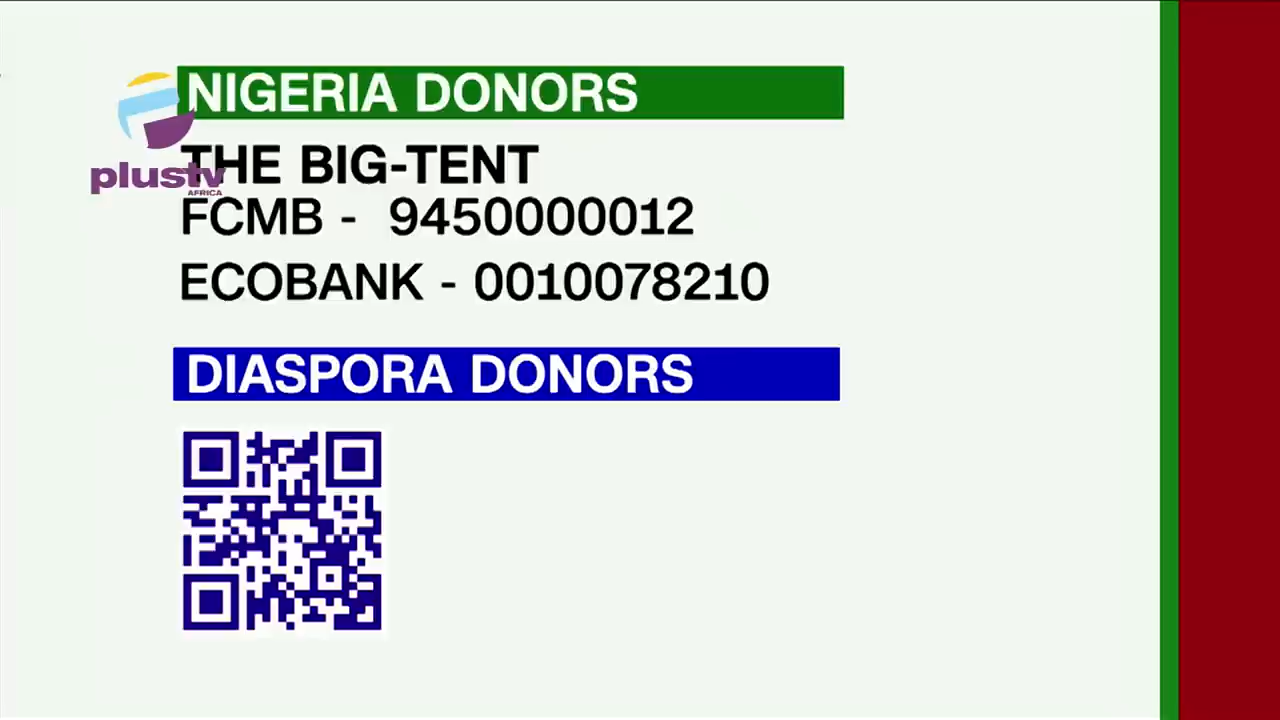 NIGERIA DONORS
THE BIG-TENT
plustv
AFRICA
FCMB - 9450000012
ECOBANK - 0010078210
DIASPORA DONORS